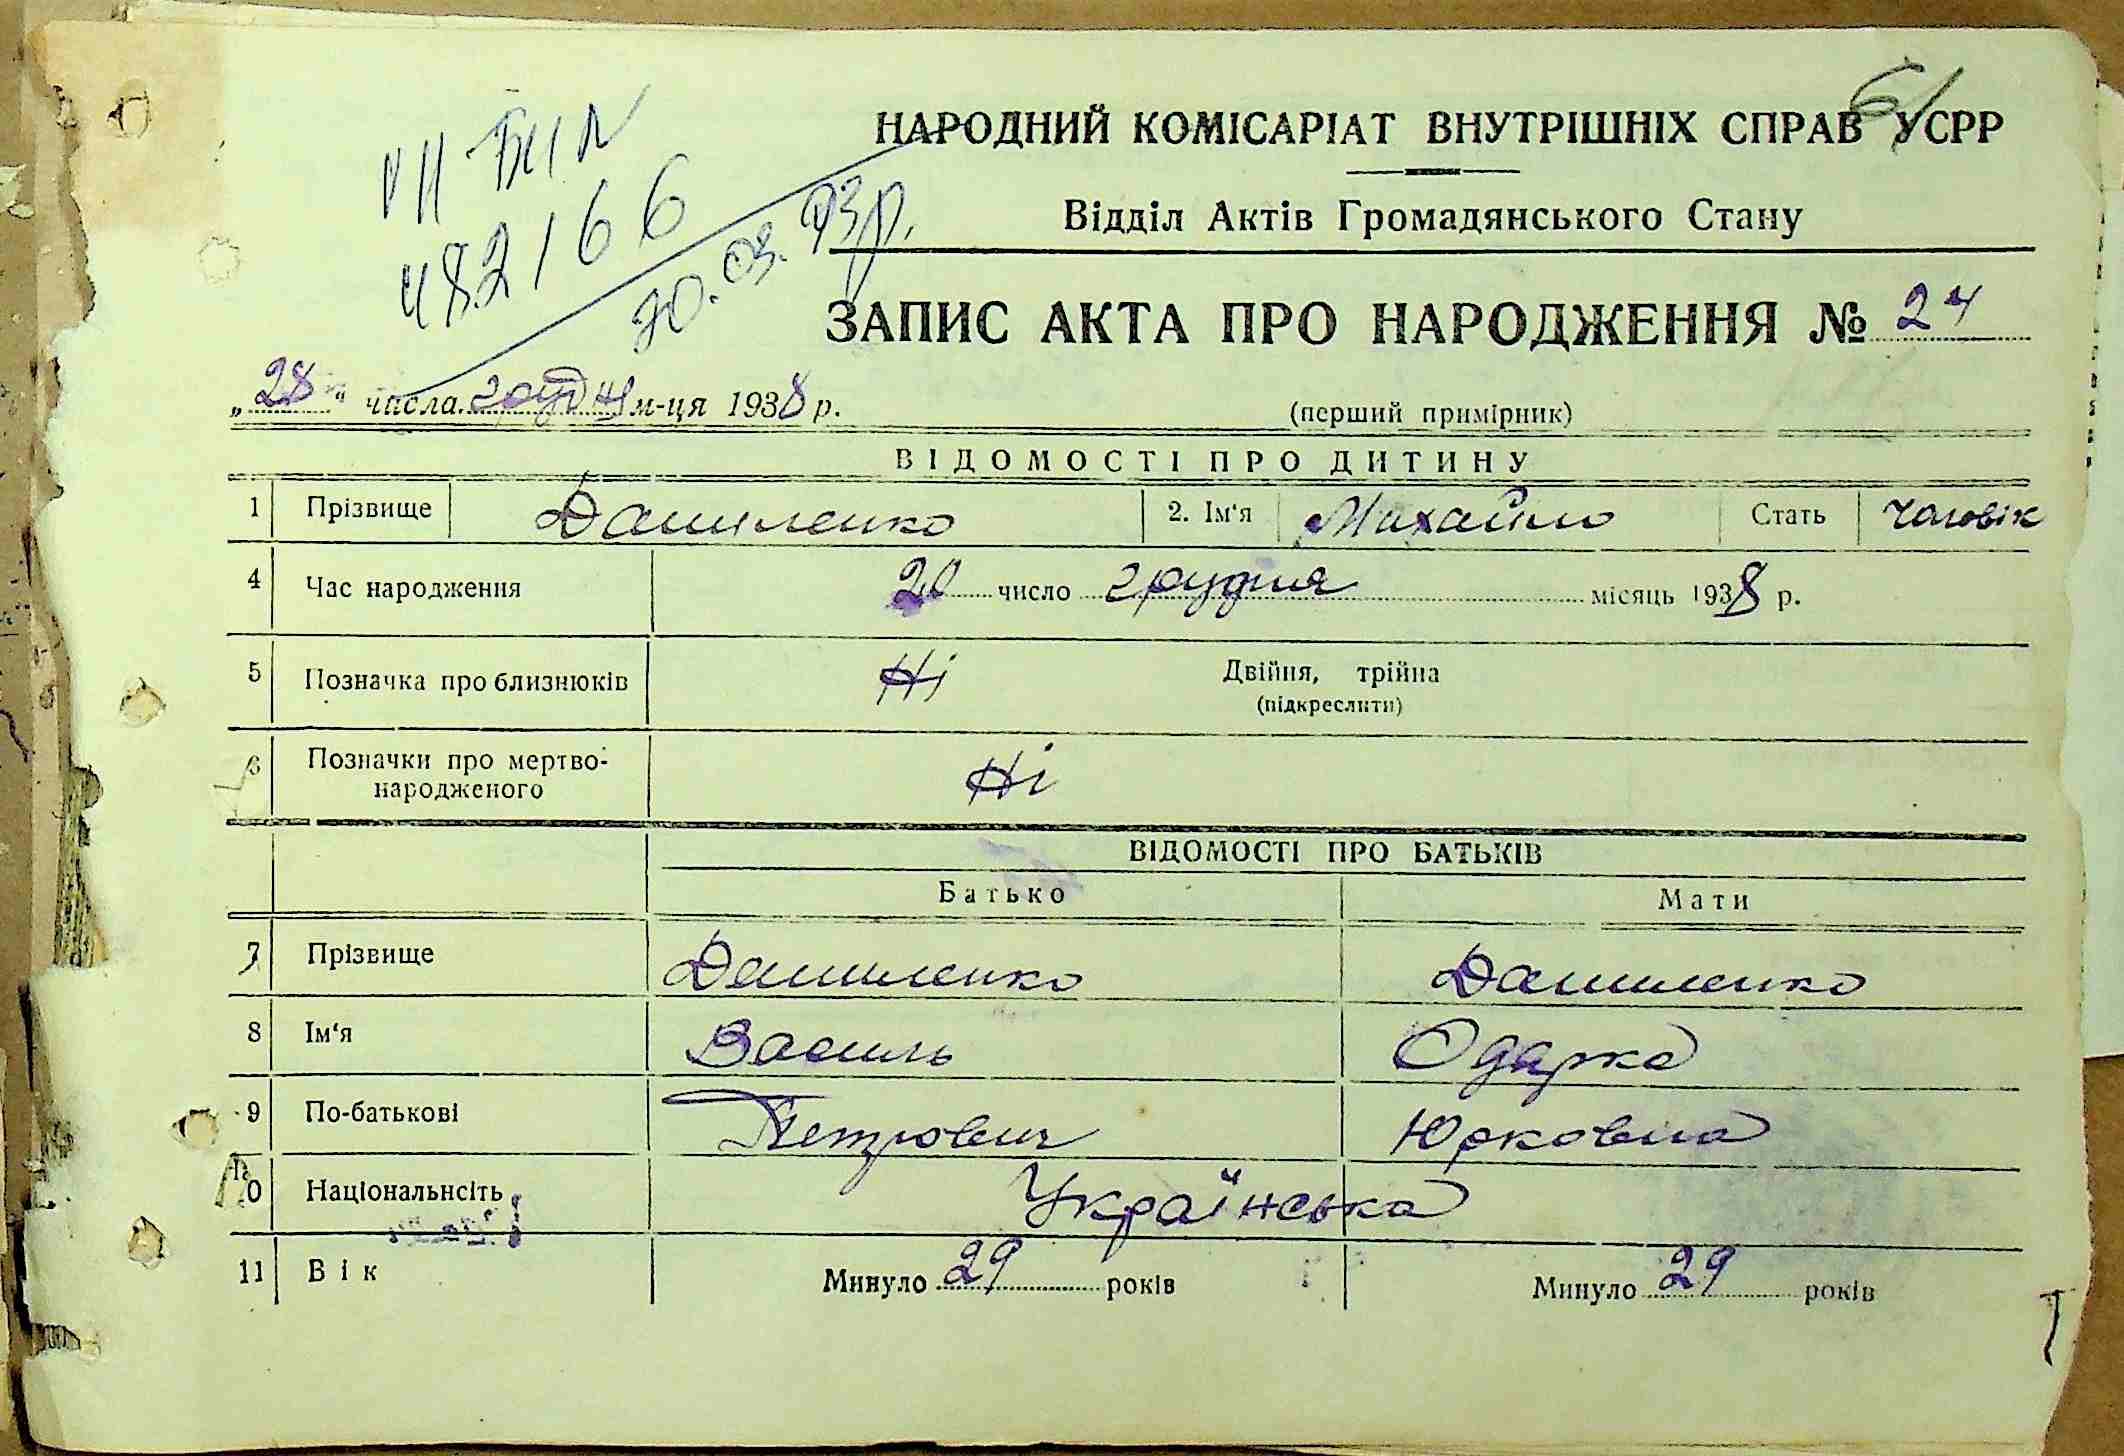 61
НАРОДНИЙ КОМІСАРІАТ ВНУТРІШНІХ СПРАВ УСРР
Відділ Актів Громадянського Стану
VII БИЛ
482166
30.03.93р.
ЗАПИС АКТА ПРО НАРОДЖЕННЯ № 24
„28“ числа грудня м-ця 1938 р.
(перший примірник)
ВІДОМОСТІ ПРО ДИТИНУ
1 Прізвище Даниленко 2. Ім'я Михайло Стать чоловік
4 Час народження 20 число грудня місяць 1938 р.
5 Позначка про близнюків Ні Двійня, трійна
(підкреслити)
6 Позначки про мертво-
народженого Ні
ВІДОМОСТІ ПРО БАТЬКІВ
Батько Мати
7 Прізвище Даниленко Даниленко
8 Ім'я Василь Одарка
9 По-батькові Петрович Юрковна
10 Національнсіть Українська
11 Вік Минуло 29 років Минуло 29 років